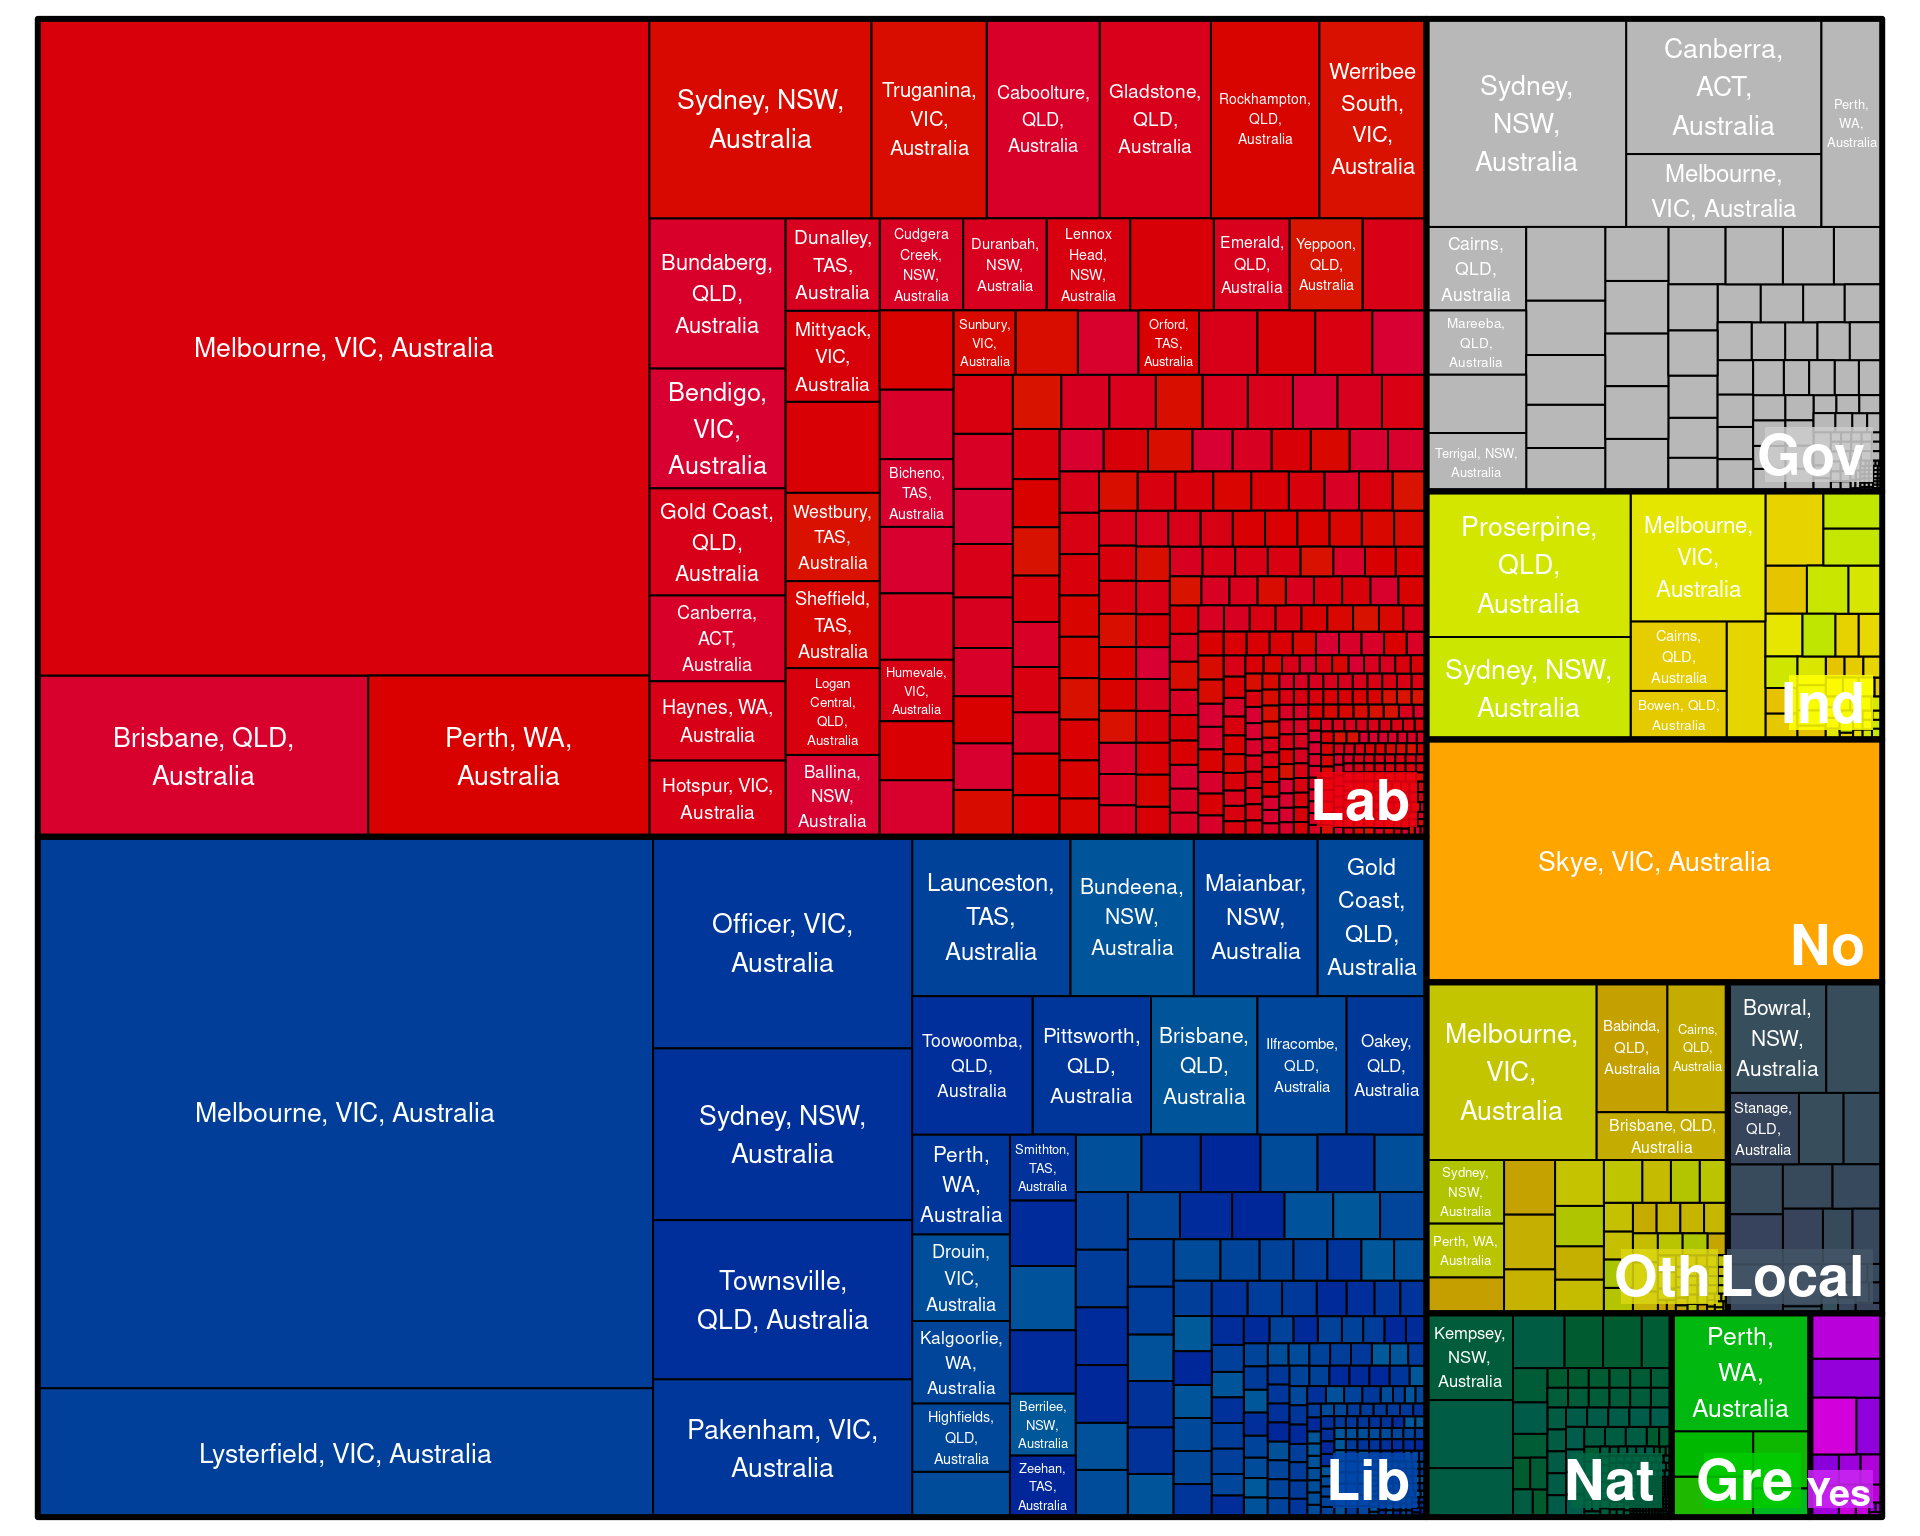 Melbourne, VIC, Australia
Brisbane, QLD,
Australia
Perth, WA,
Australia
Sydney, NSW,
Australia
Truganina,
VIC,
Australia
Caboolture,
QLD,
Australia
Gladstone,
QLD,
Australia
Rockhampton,
QLD,
Australia
Werribee
South,
VIC,
Australia
Bundaberg,
QLD,
Australia
Bendigo,
VIC,
Australia
Gold Coast,
QLD,
Australia
Canberra,
ACT,
Australia
Haynes, WA,
Australia
Hotspur, VIC,
Australia
Dunalley,
TAS,
Australia
Mittyack,
VIC,
Australia
Westbury,
TAS,
Australia
Sheffield,
TAS,
Australia
Logan
Central,
QLD,
Australia
Ballina,
NSW,
Australia
Cudgera
Creek,
NSW,
Australia
Duranbah,
NSW,
Australia
Lennox
Head,
NSW,
Australia
Emerald,
QLD,
Australia
Yeppoon,
QLD,
Australia
Sunbury,
VIC,
Australia
Orford,
TAS,
Australia
Bicheno,
TAS,
Australia
Humevale,
VIC,
Australia
Lab
Melbourne, VIC, Australia
Lysterfield, VIC, Australia
Officer, VIC,
Australia
Sydney, NSW,
Australia
Townsville,
QLD, Australia
Pakenham, VIC,
Australia
Launceston,
TAS,
Australia
Bundeena,
NSW,
Australia
Maianbar,
NSW,
Australia
Gold
Coast,
QLD,
Australia
Toowoomba,
QLD,
Australia
Pittsworth,
QLD,
Australia
Brisbane,
QLD,
Australia
Ilfracombe,
QLD,
Australia
Oakey,
QLD,
Australia
Perth,
WA,
Australia
Drouin,
VIC,
Australia
Kalgoorlie,
WA,
Australia
Highfields,
QLD,
Australia
Smithton,
TAS,
Australia
Berrilee,
NSW,
Australia
Zeehan,
TAS,
Australia
Lib
Sydney,
NSW,
Australia
Canberra,
ACT,
Australia
Melbourne,
VIC, Australia
Perth,
WA,
Australia
Cairns,
QLD,
Australia
Mareeba,
QLD,
Australia
Terrigal, NSW,
Australia
Gov
Proserpine,
QLD,
Australia
Sydney, NSW,
Australia
Melbourne,
VIC,
Australia
Cairns,
QLD,
Australia
Bowen, QLD,
Australia
Ind
Skye, VIC, Australia
No
Melbourne,
VIC,
Australia
Babinda,
QLD,
Australia
Cairns,
QLD,
Australia
Brisbane, QLD,
Australia
Sydney,
NSW,
Australia
Perth, WA,
Australia
Oth
Bowral,
NSW,
Australia
Stanage,
QLD,
Australia
Local
Kempsey,
NSW,
Australia
Nat
Perth,
WA,
Australia
Gre
Yes